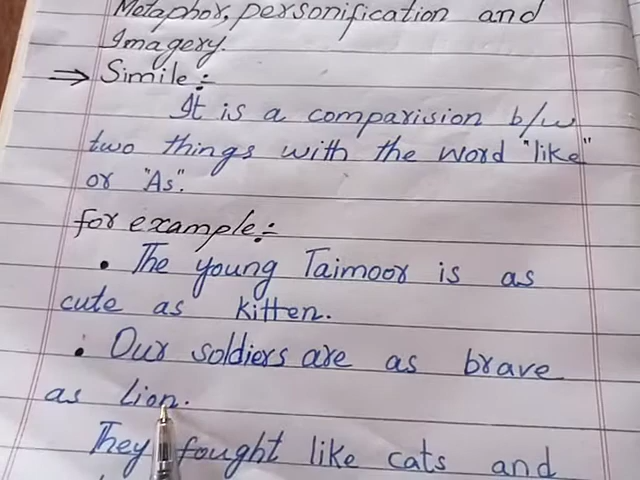 Metaphor, personification and
Imagery.
⇒ Simile :-
It is a comparision b/w
two things with the word "like"
or "As".
for example :-
• The young Taimoor is as
cute as kitten.
• Our soldiers are as brave
as lion.
They fought like cats and